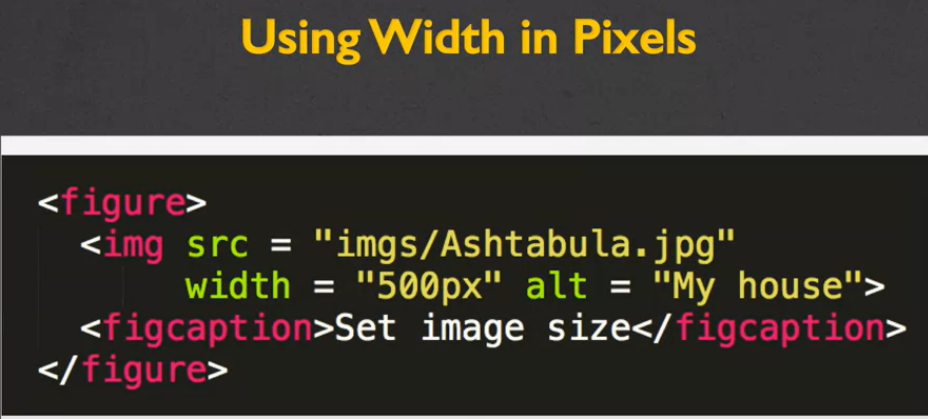 Using Width in Pixels
<figure>
  <img src = "imgs/Ashtabula.jpg"
       width = "500px" alt = "My house">
  <figcaption>Set image size</figcaption>
</figure>